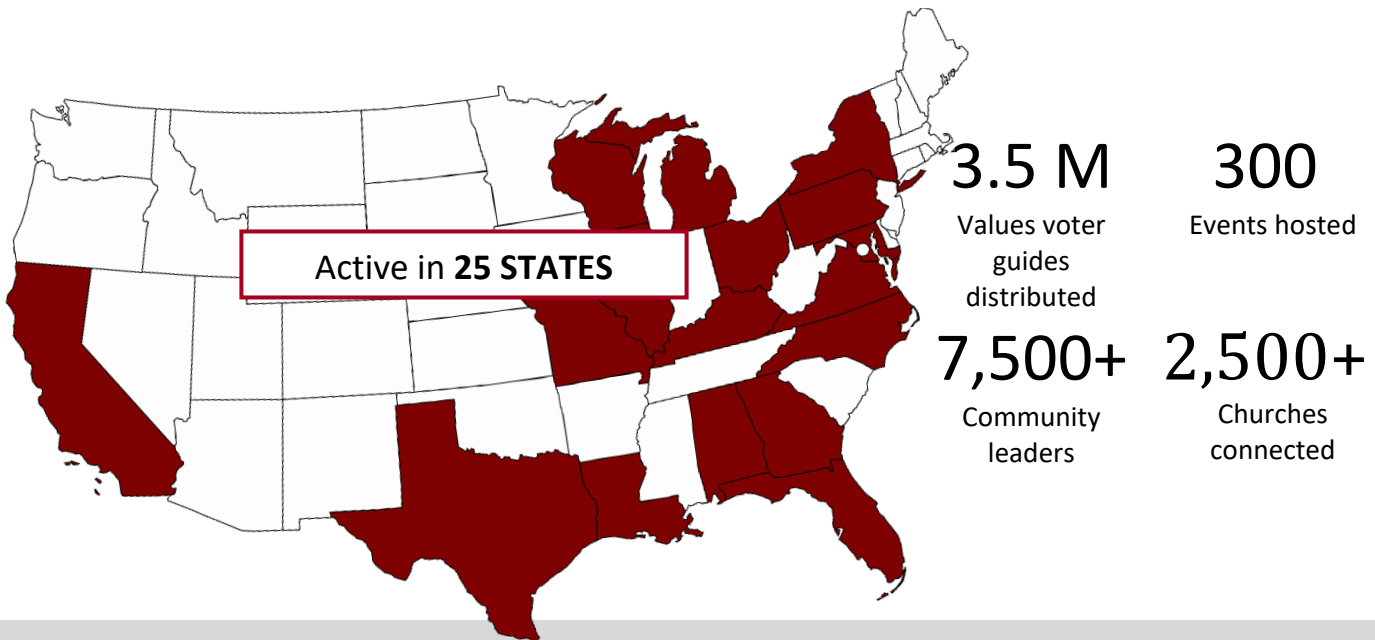 Active in 25 STATES
3.5 M
Values voter
guides
distributed
300
Events hosted
7,500+
Community
leaders
2,500+
Churches
connected